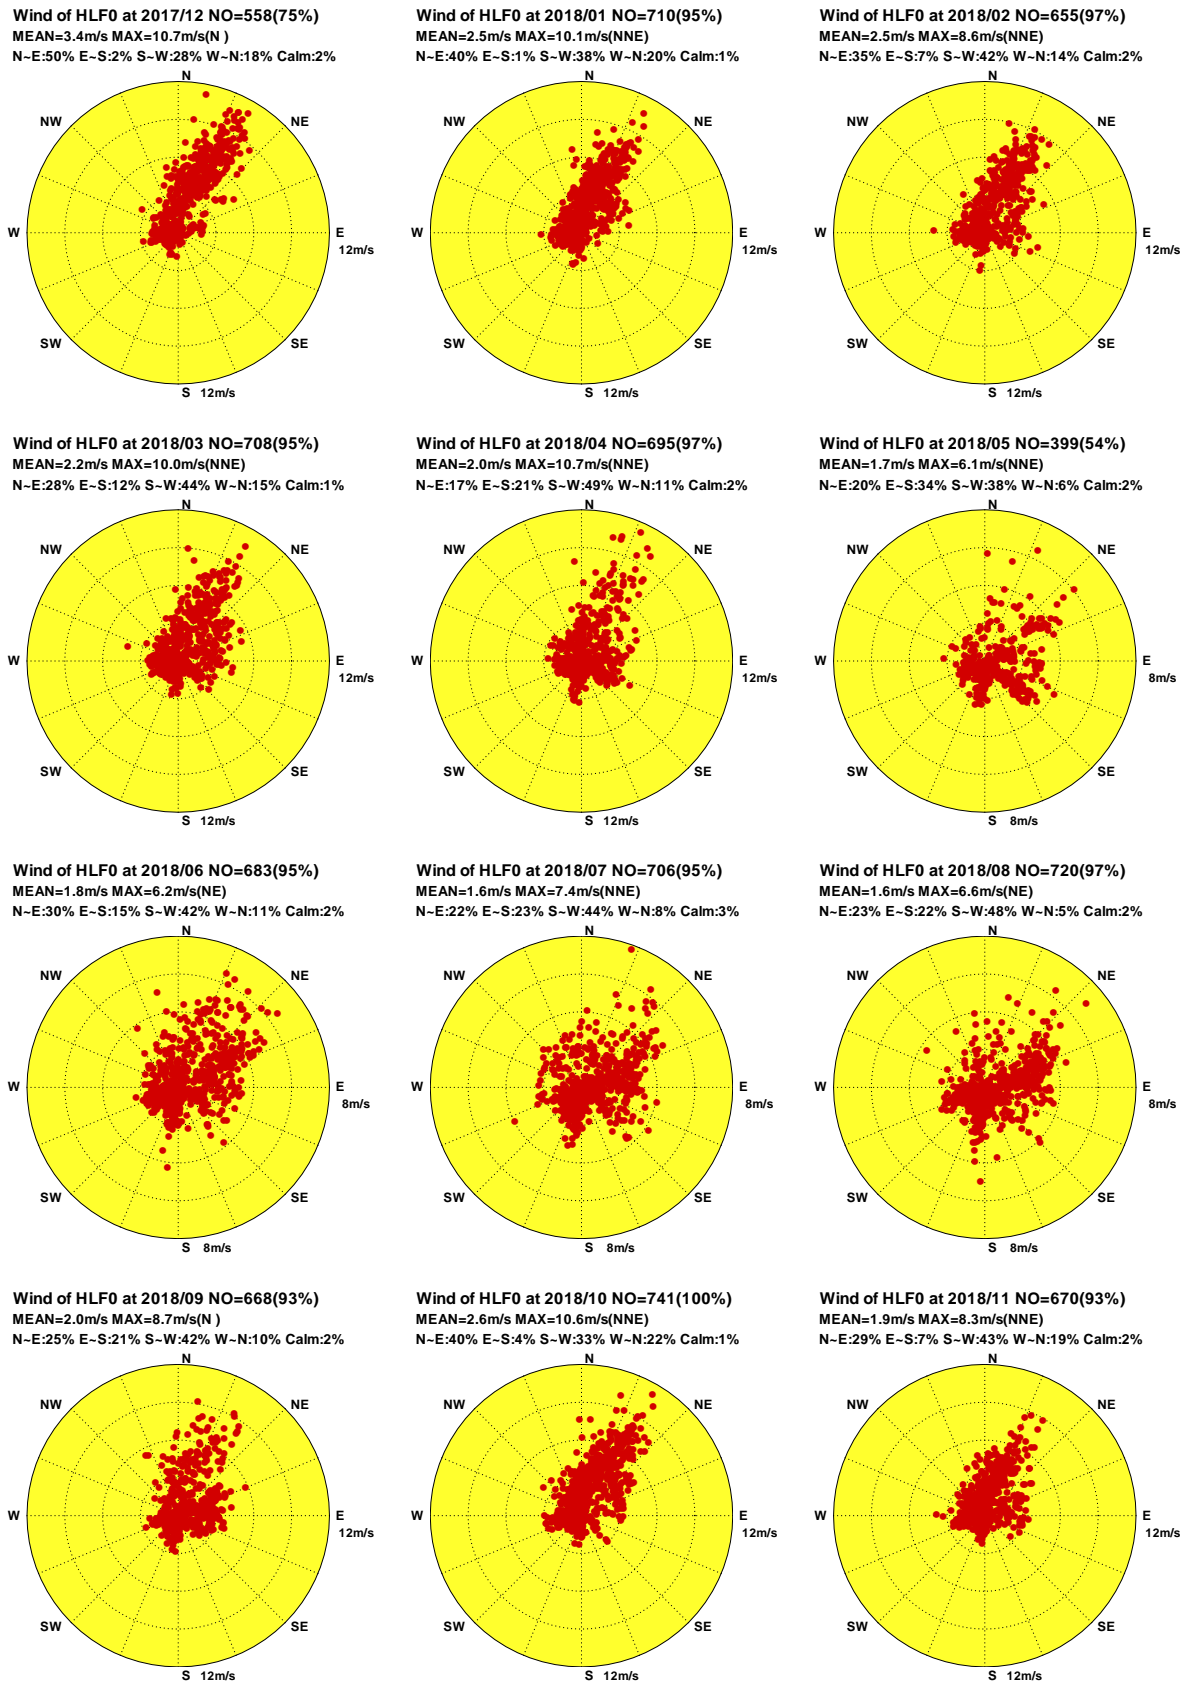 Wind of HLF0 at 2017/12 NO=558(75%)
MEAN=3.4m/s MAX=10.7m/s(N )
N~E:50% E~S:2% S~W:28% W~N:18% Calm:2%
N
NW
NE
W
E
12m/s
SW
SE
S 12m/s
Wind of HLF0 at 2018/01 NO=710(95%)
MEAN=2.5m/s MAX=10.1m/s(NNE)
N~E:40% E~S:1% S~W:38% W~N:20% Calm:1%
N
NW
NE
W
E
12m/s
SW
SE
S 12m/s
Wind of HLF0 at 2018/02 NO=655(97%)
MEAN=2.5m/s MAX=8.6m/s(NNE)
N~E:35% E~S:7% S~W:42% W~N:14% Calm:2%
N
NW
NE
W
E
12m/s
SW
SE
S 12m/s
Wind of HLF0 at 2018/03 NO=708(95%)
MEAN=2.2m/s MAX=10.0m/s(NNE)
N~E:28% E~S:12% S~W:44% W~N:15% Calm:1%
N
NW
NE
W
E
12m/s
SW
SE
S 12m/s
Wind of HLF0 at 2018/04 NO=695(97%)
MEAN=2.0m/s MAX=10.7m/s(NNE)
N~E:17% E~S:21% S~W:49% W~N:11% Calm:2%
N
NW
NE
W
E
12m/s
SW
SE
S 12m/s
Wind of HLF0 at 2018/05 NO=399(54%)
MEAN=1.7m/s MAX=6.1m/s(NNE)
N~E:20% E~S:34% S~W:38% W~N:6% Calm:2%
N
NW
NE
W
E
8m/s
SW
SE
S 8m/s
Wind of HLF0 at 2018/06 NO=683(95%)
MEAN=1.8m/s MAX=6.2m/s(NE)
N~E:30% E~S:15% S~W:42% W~N:11% Calm:2%
N
NW
NE
W
E
8m/s
SW
SE
S 8m/s
Wind of HLF0 at 2018/07 NO=706(95%)
MEAN=1.6m/s MAX=7.4m/s(NNE)
N~E:22% E~S:23% S~W:44% W~N:8% Calm:3%
N
NW
NE
W
E
8m/s
SW
SE
S 8m/s
Wind of HLF0 at 2018/08 NO=720(97%)
MEAN=1.6m/s MAX=6.6m/s(NE)
N~E:23% E~S:22% S~W:48% W~N:5% Calm:2%
N
NW
NE
W
E
8m/s
SW
SE
S 8m/s
Wind of HLF0 at 2018/09 NO=668(93%)
MEAN=2.0m/s MAX=8.7m/s(N )
N~E:25% E~S:21% S~W:42% W~N:10% Calm:2%
N
NW
NE
W
E
12m/s
SW
SE
S 12m/s
Wind of HLF0 at 2018/10 NO=741(100%)
MEAN=2.6m/s MAX=10.6m/s(NNE)
N~E:40% E~S:4% S~W:33% W~N:22% Calm:1%
N
NW
NE
W
E
12m/s
SW
SE
S 12m/s
Wind of HLF0 at 2018/11 NO=670(93%)
MEAN=1.9m/s MAX=8.3m/s(NNE)
N~E:29% E~S:7% S~W:43% W~N:19% Calm:2%
N
NW
NE
W
E
12m/s
SW
SE
S 12m/s